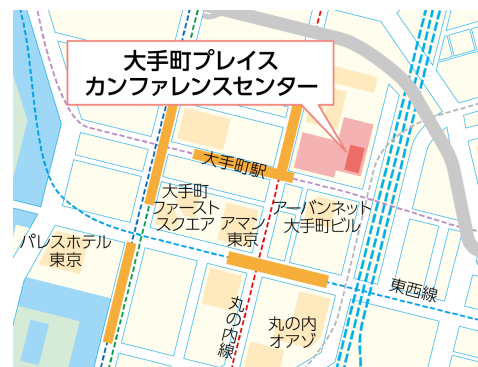 大手町プレイス
カンファレンスセンター
大手町駅
大手町
ファースト
スクエア
アマン
東京
アーバンネット
大手町ビル
パレスホテル
東京
東西線
丸の内線
丸の内
オアゾ